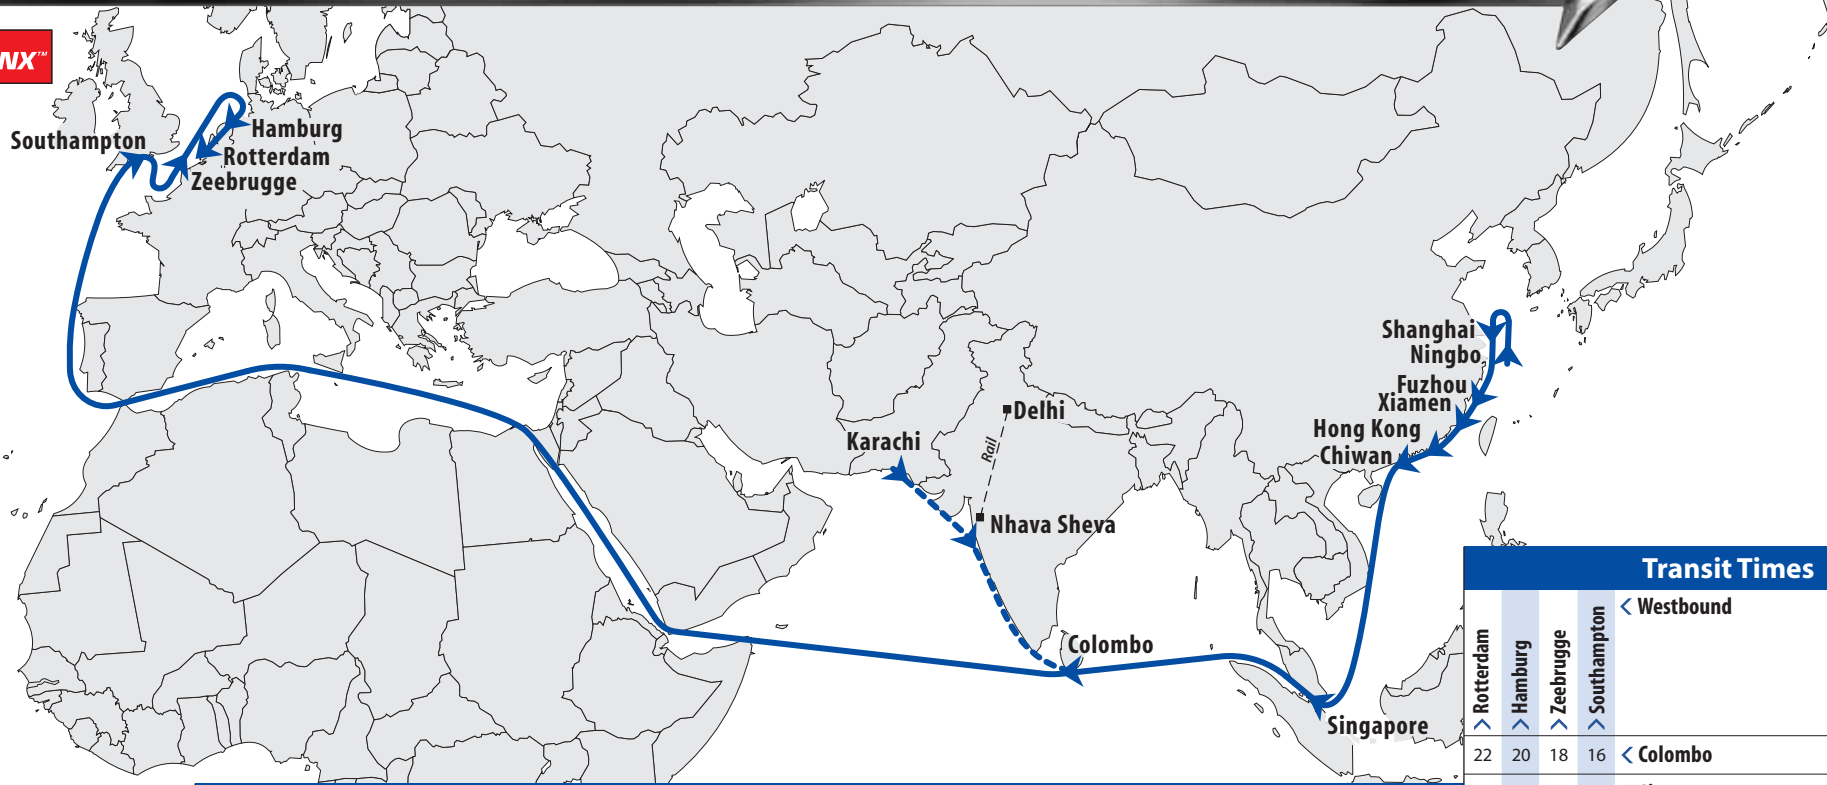 NX™
Southampton
Hamburg
Rotterdam
Zeebrugge
Shanghai
Ningbo
Fuzhou
Xiamen
Hong Kong
Chiwan
Delhi
Rail
Karachi
Nhava Sheva
Colombo
Singapore
Transit Times
< Westbound
> Rotterdam
> Hamburg
> Zeebrugge
> Southampton
22 20 18 16 < Colombo